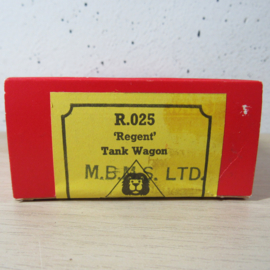 R.025
'Regent'
Tank Wagon
M.B.M.S. LTD.